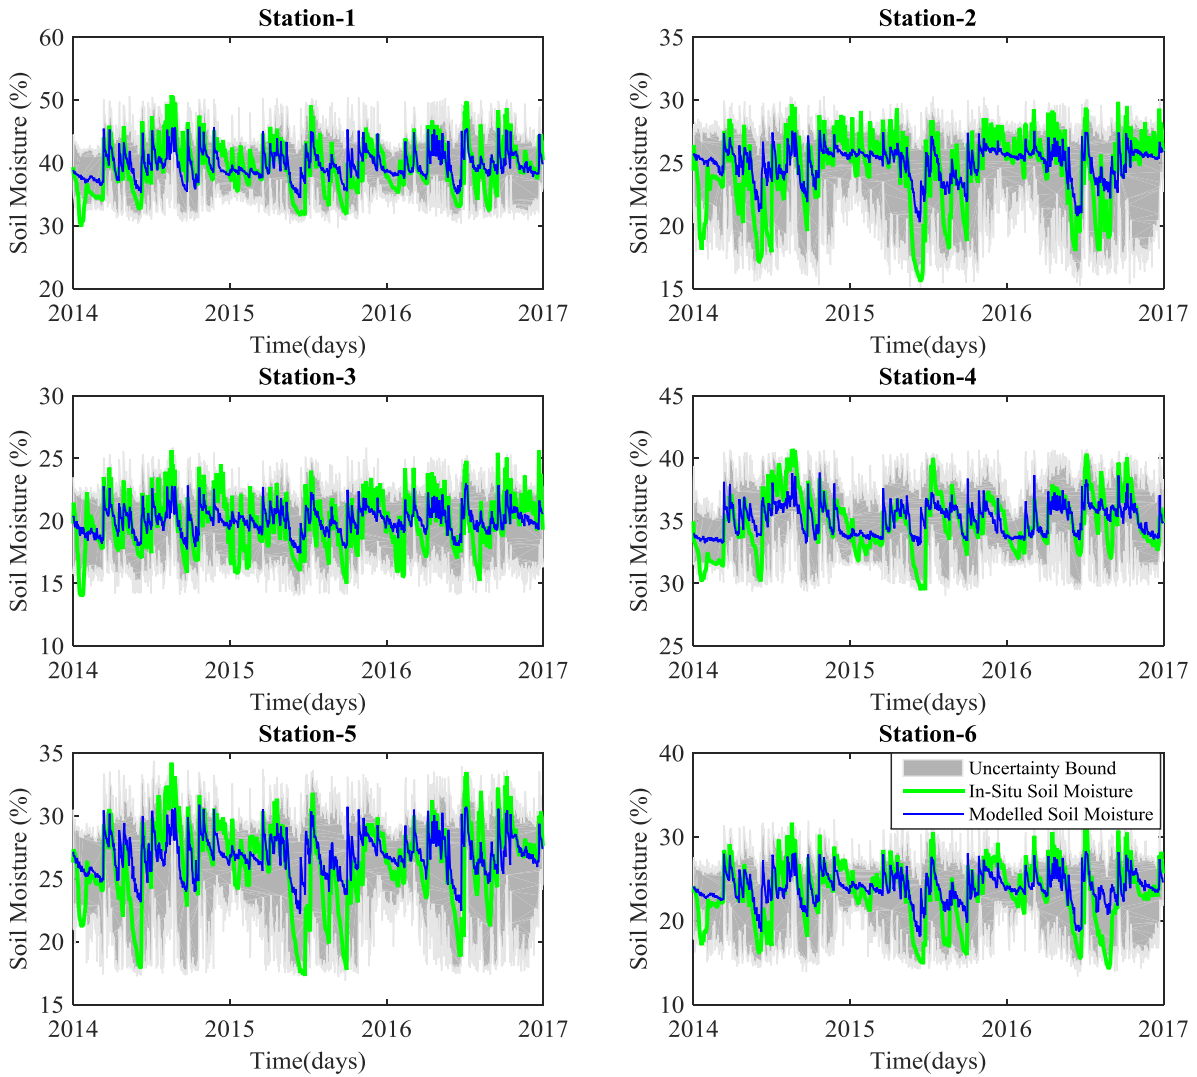 Station-1
60
50
40
30
20
Soil Moisture (%)
2014 2015 2016 2017
Time(days)
Station-2
35
30
25
20
15
Soil Moisture (%)
2014 2015 2016 2017
Time(days)
Station-3
30
25
20
15
10
Soil Moisture (%)
2014 2015 2016 2017
Time(days)
Station-4
45
40
35
30
25
Soil Moisture (%)
2014 2015 2016 2017
Time(days)
Station-5
35
30
25
20
15
Soil Moisture (%)
2014 2015 2016 2017
Time(days)
Station-6
40
30
20
10
Soil Moisture (%)
Uncertainty Bound
In-Situ Soil Moisture
Modelled Soil Moisture
2014 2015 2016 2017
Time(days)